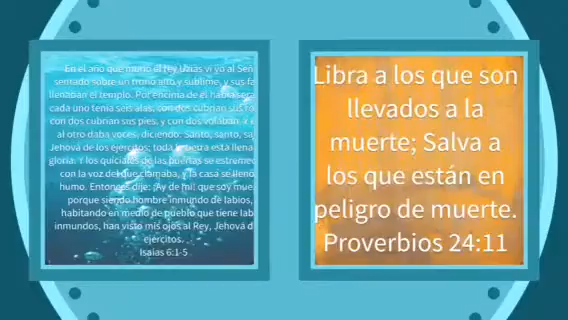 En el año que murió el rey Uzías vi yo al Señ
sentado sobre un trono alto y sublime, y sus fa
llenaban el templo. Por encima de él había sera
cada uno tenía seis alas; con dos cubrían sus ro
con dos cubrían sus pies, y con dos volaban. Y e
al otro daba voces, diciendo: Santo, santo, sa
Jehová de los ejércitos; toda la tierra está llena
gloria. Y los quiciales de las puertas se estremec
con la voz del que clamaba, y la casa se llenó
humo. Entonces dije: ¡Ay de mí! que soy mue
porque siendo hombre inmundo de labios,
habitando en medio de pueblo que tiene lab
inmundos, han visto mis ojos al Rey, Jehová d
ejércitos.
Isaías 6:1-5
Libra a los que son
llevados a la
muerte; Salva a
los que están en
peligro de muerte.
Proverbios 24:11